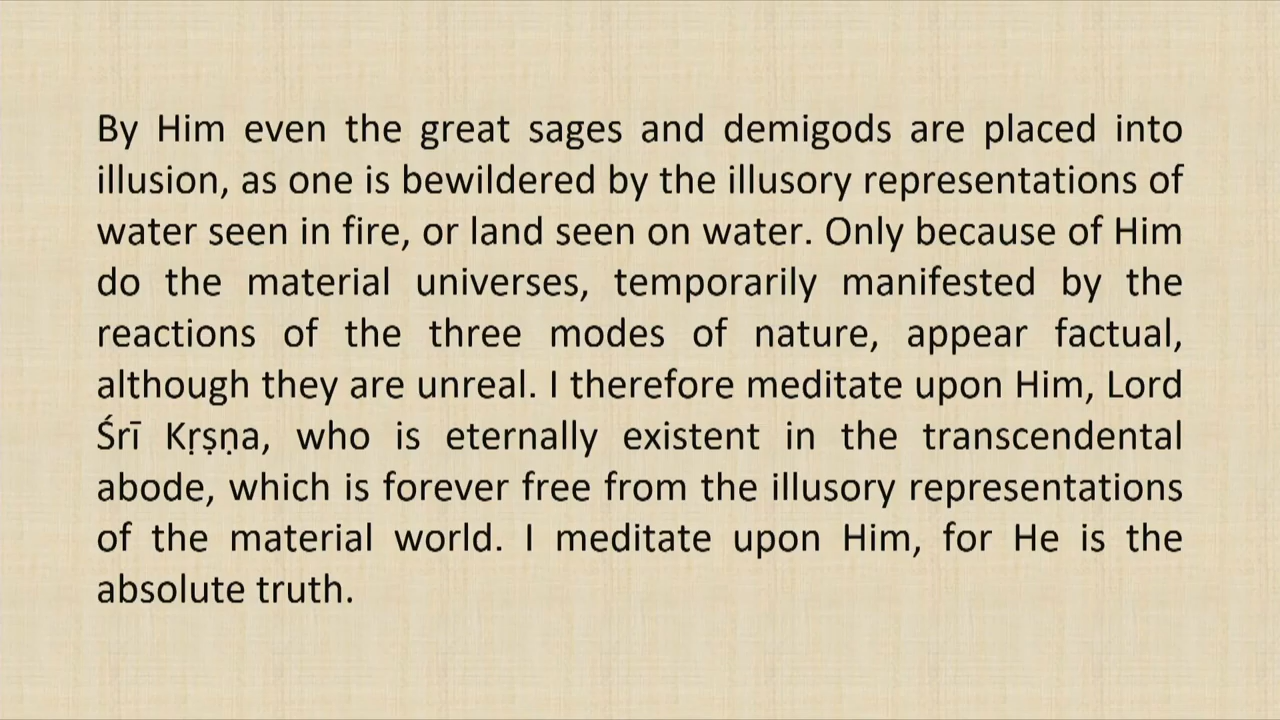 By Him even the great sages and demigods are placed into
illusion, as one is bewildered by the illusory representations of
water seen in fire, or land seen on water. Only because of Him
do the material universes, temporarily manifested by the
reactions of the three modes of nature, appear factual,
although they are unreal. I therefore meditate upon Him, Lord
Śrī Kṛṣṇa, who is eternally existent in the transcendental
abode, which is forever free from the illusory representations
of the material world. I meditate upon Him, for He is the
absolute truth.